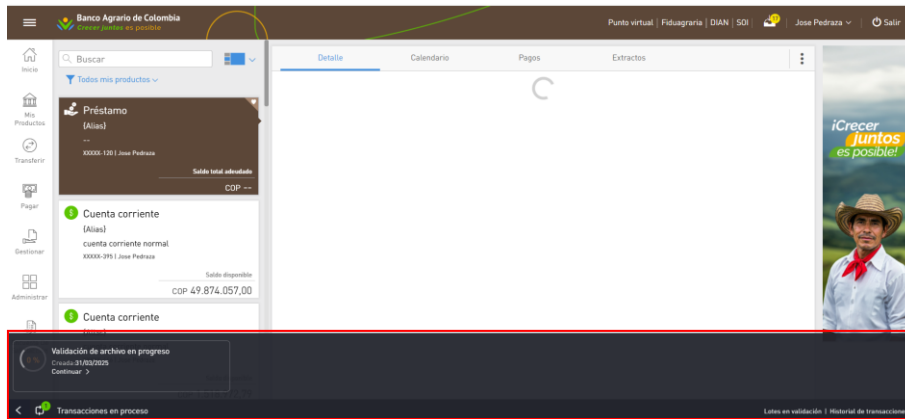 Banco Agrario de Colombia
Crecer juntos es posible
Punto virtual | Fiduagraria | DIAN | SOI |
17
Jose Pedraza
Salir
Inicio
Mis
Productos
Transferir
Pagar
Gestionar
Administrar
Buscar
Todos mis productos
Préstamo
(Alias)
--
XXXXX-120 | Jose Pedraza
Saldo total adeudado
COP --
Cuenta corriente
(Alias)
cuenta corriente normal
XXXXX-395 | Jose Pedraza
Saldo disponible
COP 49.874.057,00
Cuenta corriente
Detalle
Calendario
Pagos
Extractos
¡Crecer
juntos
es posible!
0 %
Validación de archivo en progreso
Creado:31/03/2025
Continuar >
1
Transacciones en proceso
Lotes en validación | Historial de transaccione